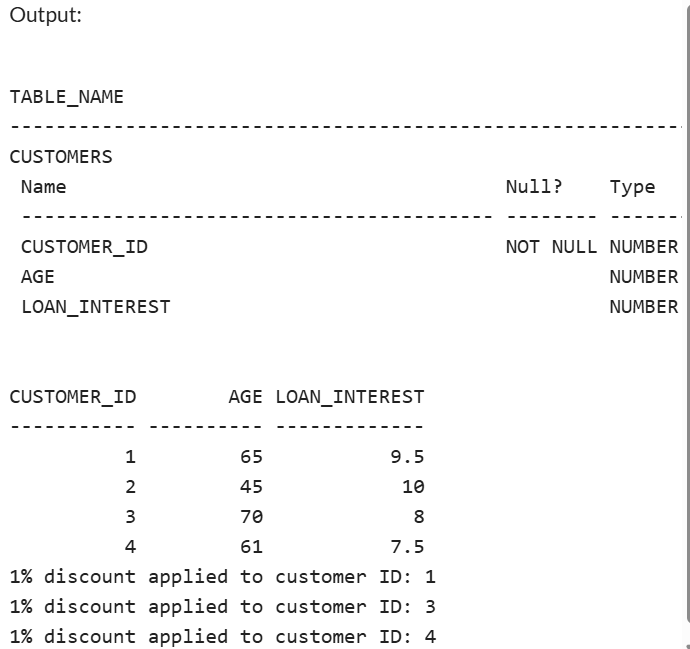 Output:
TABLE_NAME
--------------------------------------------------------------------------------
CUSTOMERS
 Name                                      Null?    Type
 ----------------------------------------- -------- ------
 CUSTOMER_ID                               NOT NULL NUMBER
 AGE                                                NUMBER
 LOAN_INTEREST                                      NUMBER
CUSTOMER_ID        AGE LOAN_INTEREST
----------- ---------- -------------
          1         65           9.5
          2         45            10
          3         70             8
          4         61           7.5
1% discount applied to customer ID: 1
1% discount applied to customer ID: 3
1% discount applied to customer ID: 4